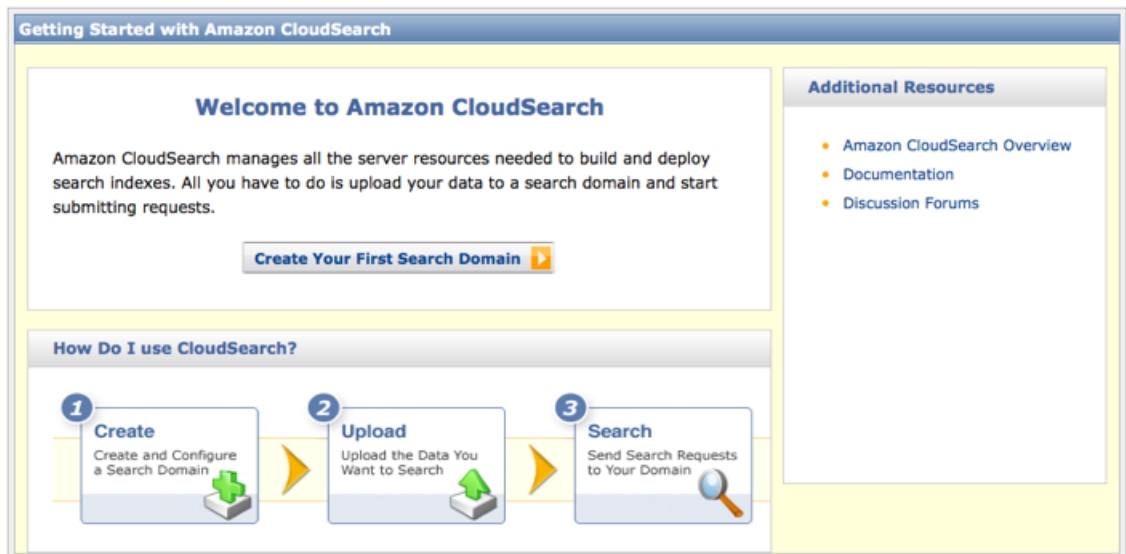 Getting Started with Amazon CloudSearch
Welcome to Amazon CloudSearch
Amazon CloudSearch manages all the server resources needed to build and deploy
search indexes. All you have to do is upload your data to a search domain and start
submitting requests.
Create Your First Search Domain
Additional Resources
Amazon CloudSearch Overview
Documentation
Discussion Forums
How Do I use CloudSearch?
1
Create
Create and Configure
a Search Domain
2
Upload
Upload the Data You
Want to Search
3
Search
Send Search Requests
to Your Domain